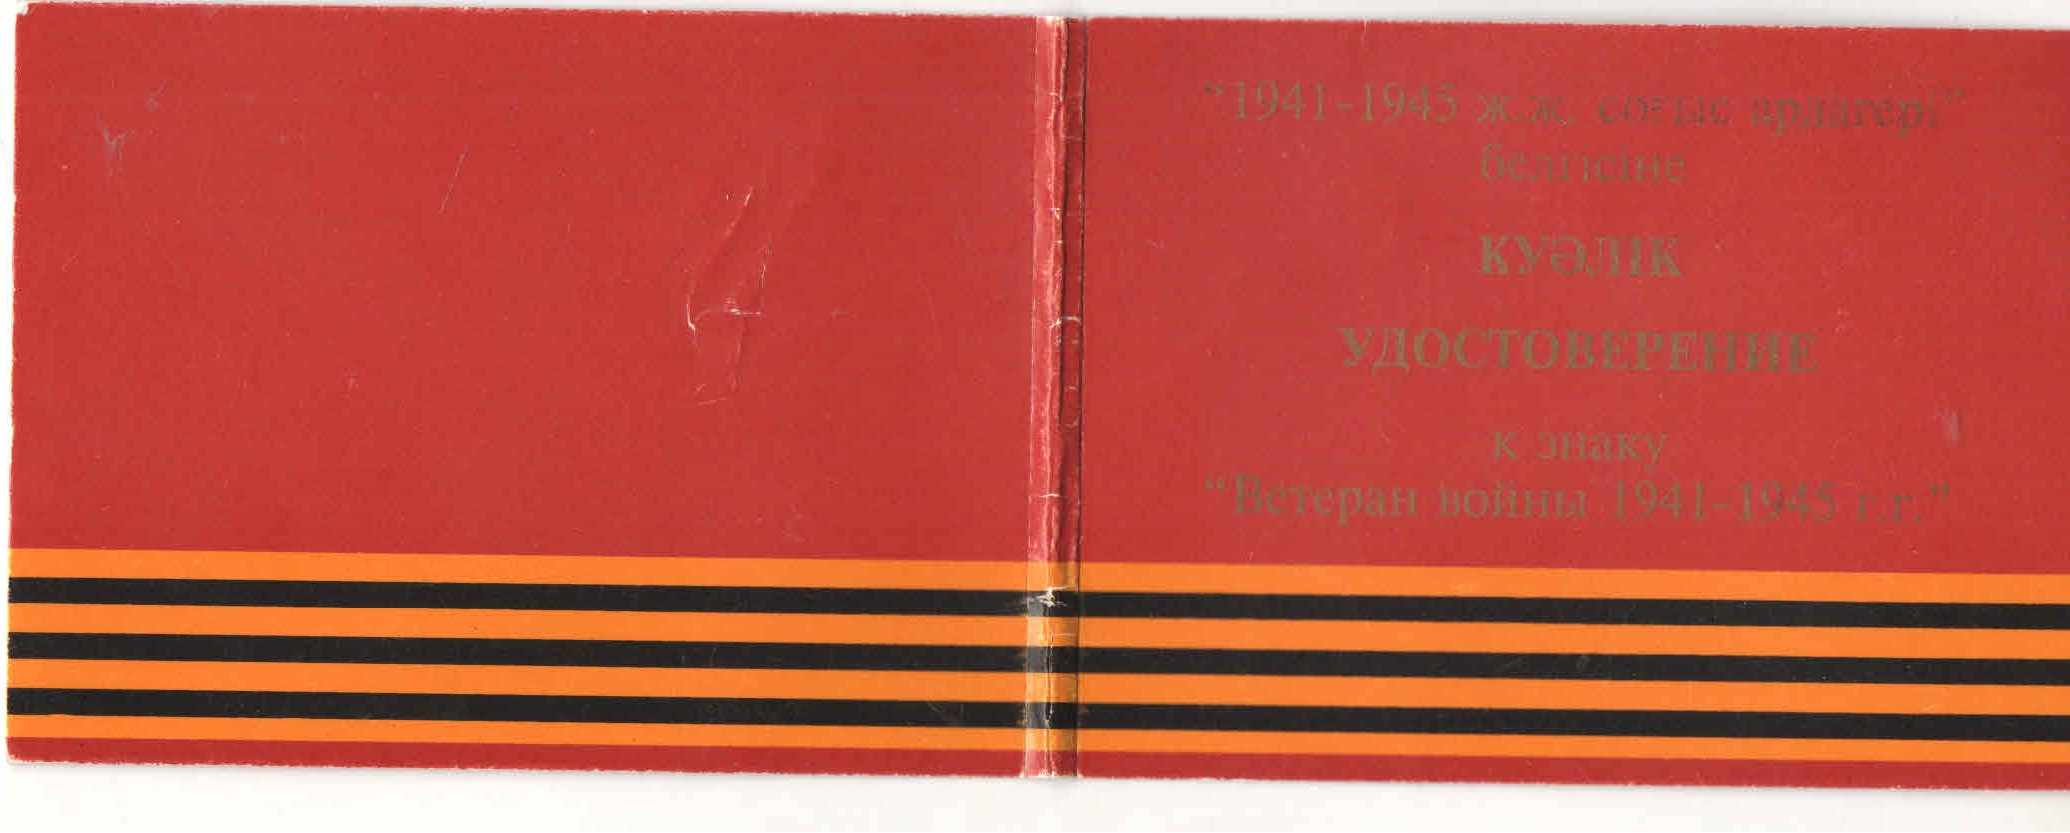 “1941-1945 ж.ж. соғыс ардагері”
белгісіне
КУӘЛІК
УДОСТОВЕРЕНИЕ
к знаку
“Ветеран войны 1941-1945 г.г.”